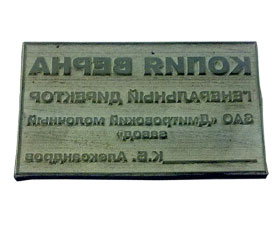 КОПИЯ ВЕРНА
ГЕНЕРАЛЬНЫЙ ДИРЕКТОР
ЗАО «Дмитровский молочный
завод»
К.В. Александров